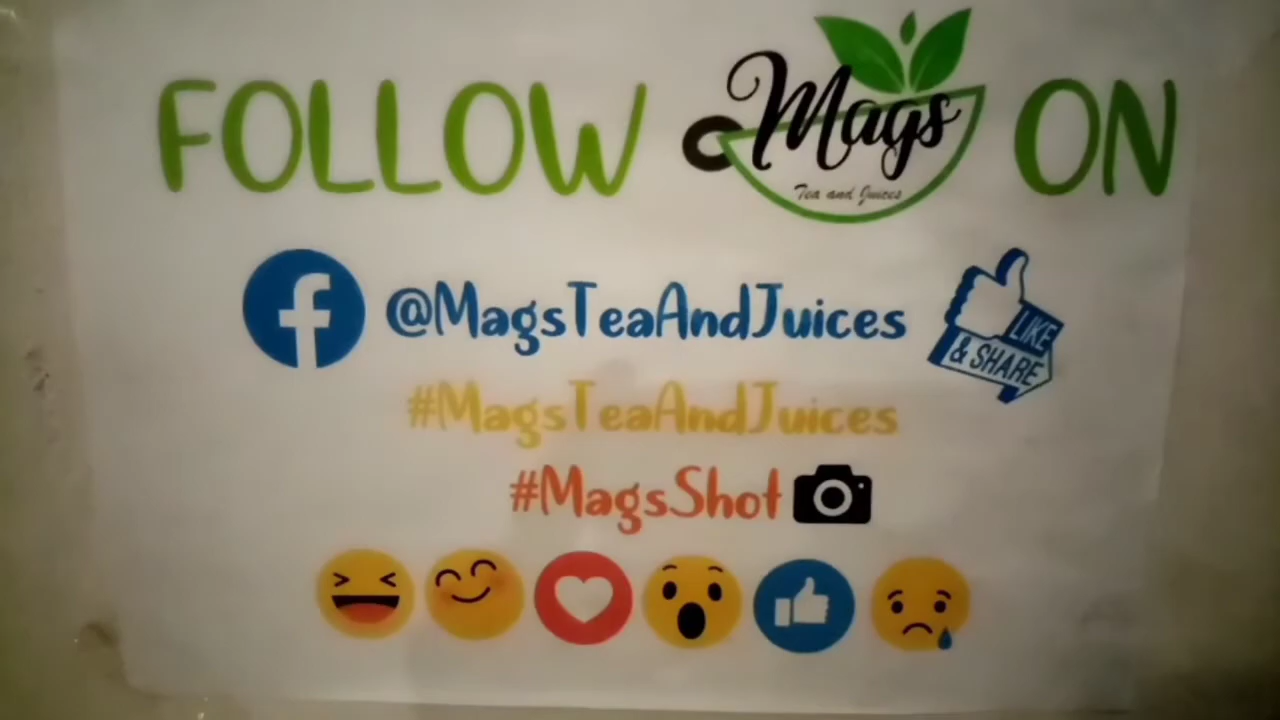 FOLLOW Mags ON
Tea and Juices
@MagsTeaAndJuices
LIKE
& SHARE
#MagsTeaAndJuices
#MagsShot